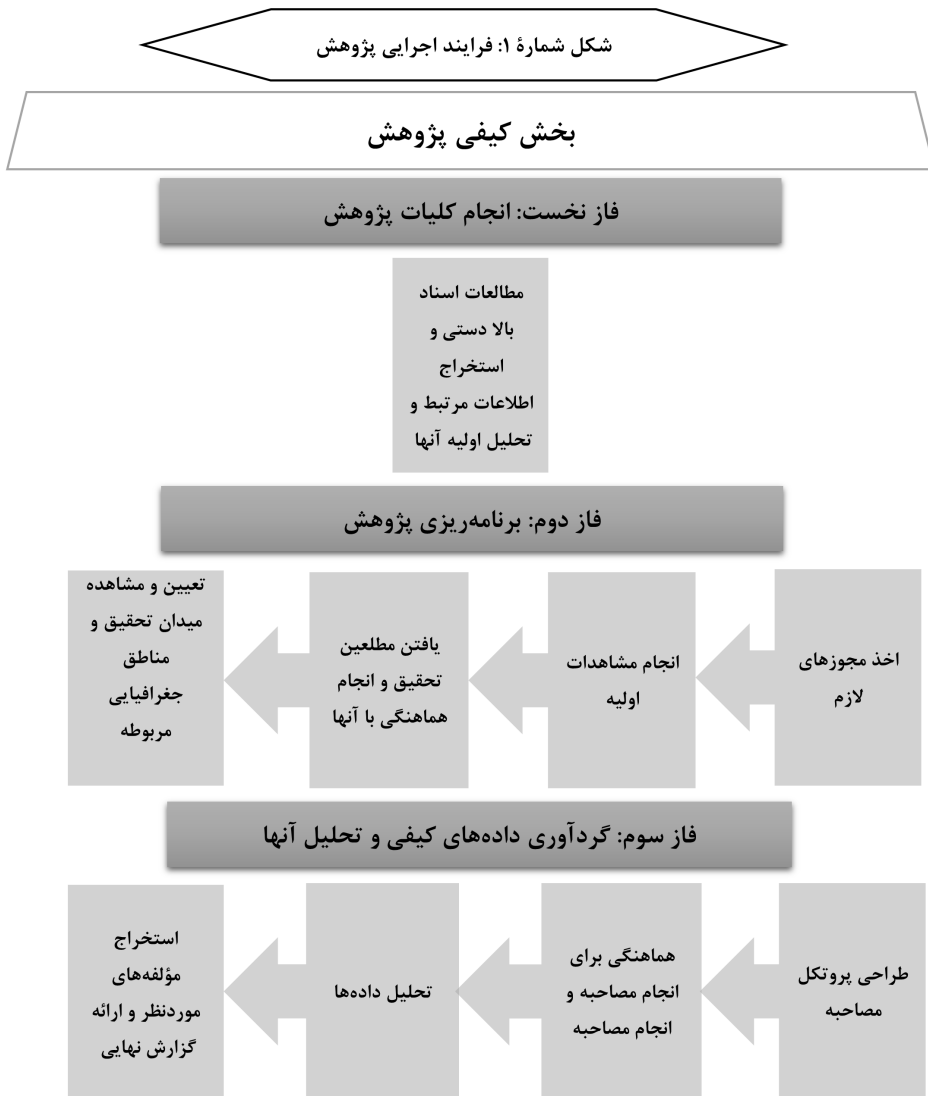 شکل شمارهٔ ۱: فرایند اجرایی پژوهش
بخش کیفی پژوهش
فاز نخست: انجام کلیات پژوهش
مطالعات اسناد
بالا دستی و
استخراج
اطلاعات مرتبط و
تحلیل اولیه آنها
فاز دوم: برنامه‌ریزی پژوهش
اخذ مجوزهای
لازم
انجام مشاهدات
اولیه
یافتن مطلعین
تحقیق و انجام
هماهنگی با آنها
تعیین و مشاهده
میدان تحقیق و
مناطق
جغرافیایی
مربوطه
فاز سوم: گردآوری داده‌های کیفی و تحلیل آنها
طراحی پروتکل
مصاحبه
هماهنگی برای
انجام مصاحبه و
انجام مصاحبه
تحلیل داده‌ها
استخراج
مؤلفه‌های
موردنظر و ارائه
گزارش نهایی